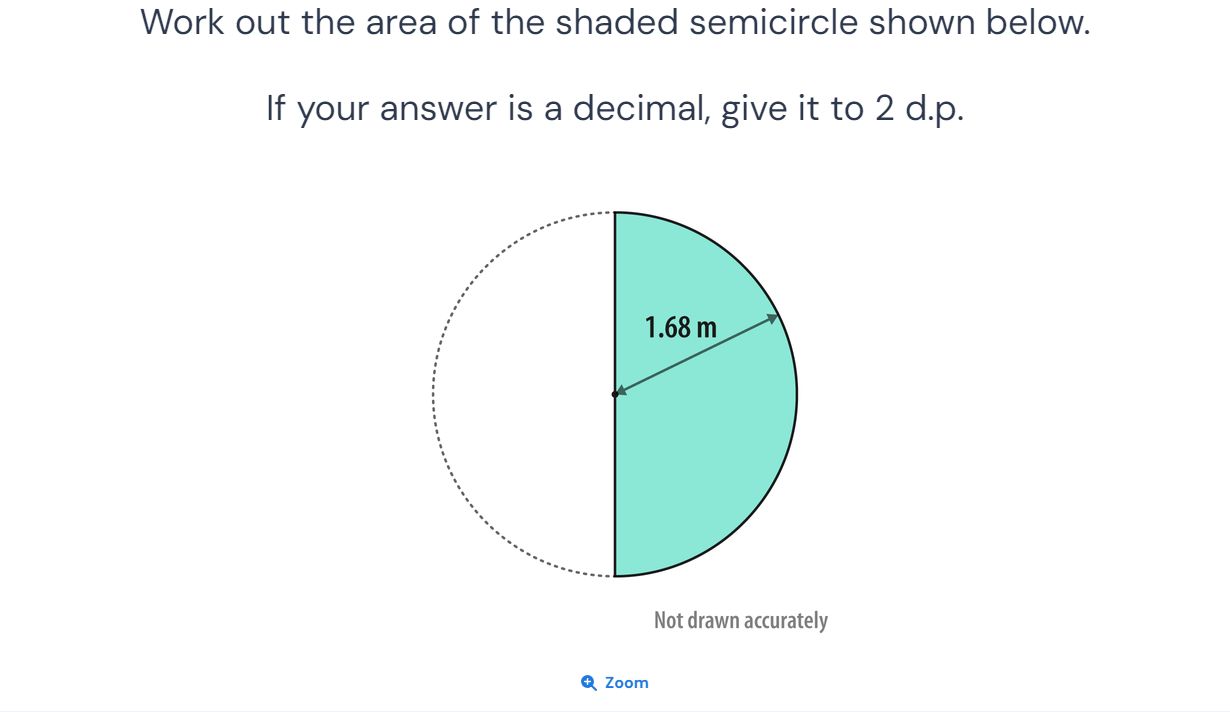 Work out the area of the shaded semicircle shown below.
If your answer is a decimal, give it to 2 d.p.
1.68 m
Not drawn accurately
Zoom